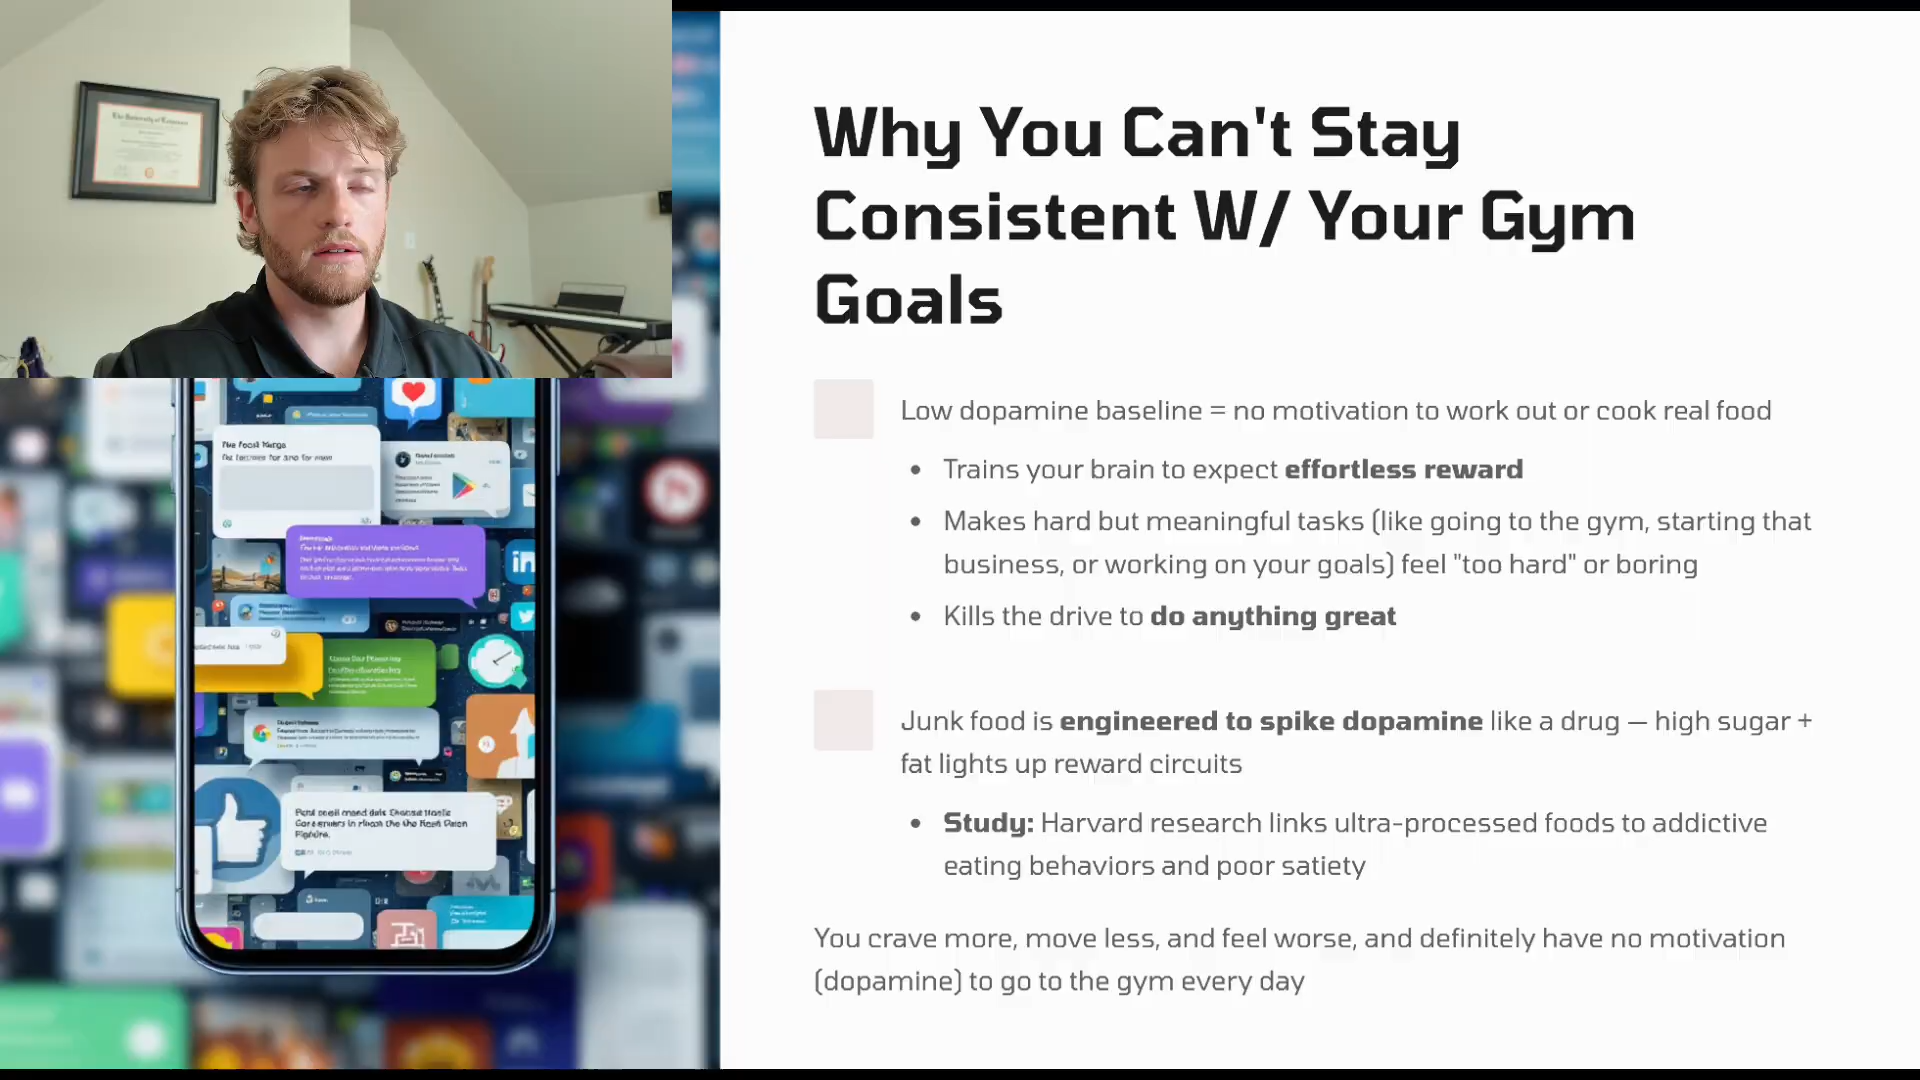 The University of Tennessee
Why You Can't Stay
Consistent W/ Your Gym
Goals
Low dopamine baseline = no motivation to work out or cook real food
• Trains your brain to expect effortless reward
• Makes hard but meaningful tasks (like going to the gym, starting that
business, or working on your goals) feel "too hard" or boring
• Kills the drive to do anything great
Junk food is engineered to spike dopamine like a drug — high sugar +
fat lights up reward circuits
• Study: Harvard research links ultra-processed foods to addictive
eating behaviors and poor satiety
You crave more, move less, and feel worse, and definitely have no motivation
(dopamine) to go to the gym every day
in